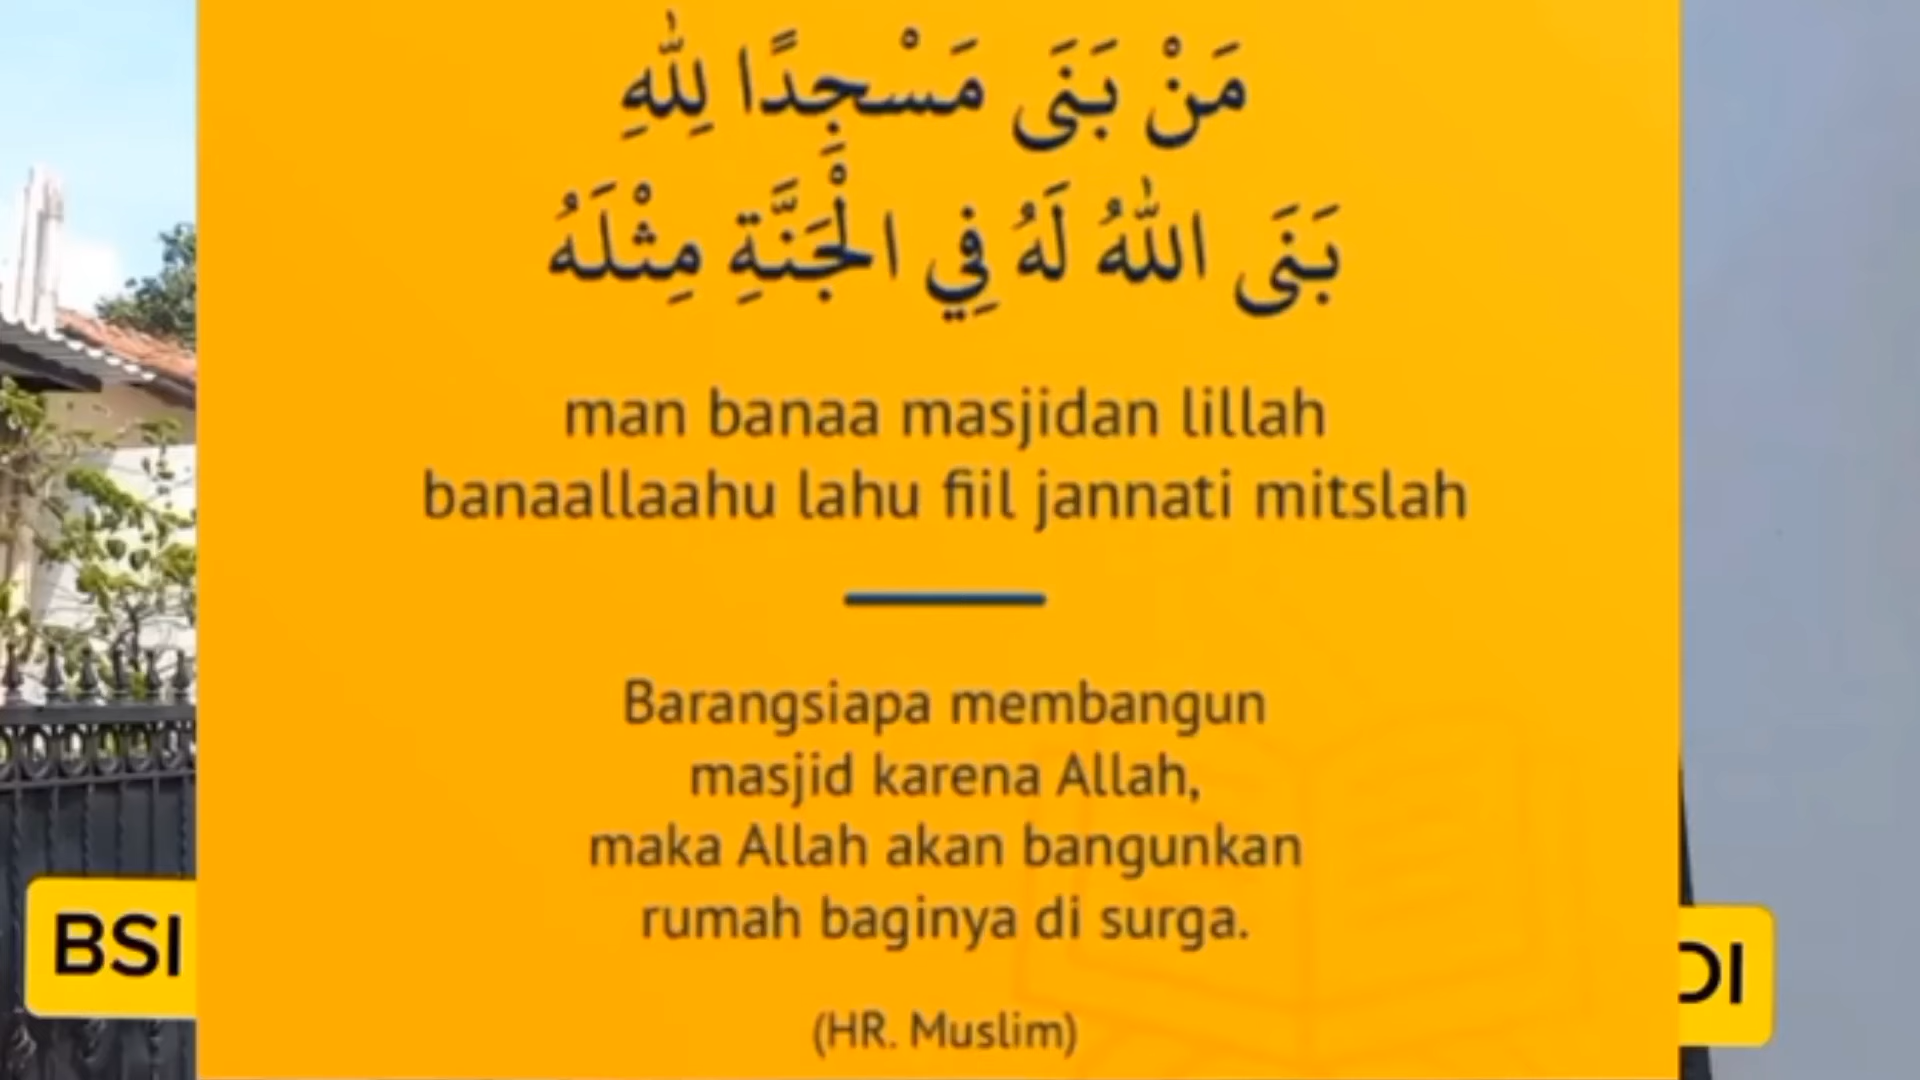 مَنْ بَنَى مَسْجِدًا لِلّٰهِ
بَنَى اللّٰهُ لَهُ فِي الْجَنَّةِ مِثْلَهُ
man banaa masjidan lillah
banaallaahu lahu fiil jannati mitslah
Barangsiapa membangun
masjid karena Allah,
maka Allah akan bangunkan
rumah baginya di surga.
BSI
DI
(HR. Muslim)